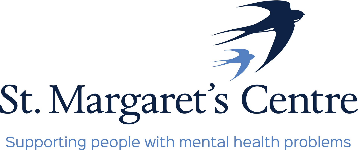 St. Margaret's Centre
Supporting people with mental health problems